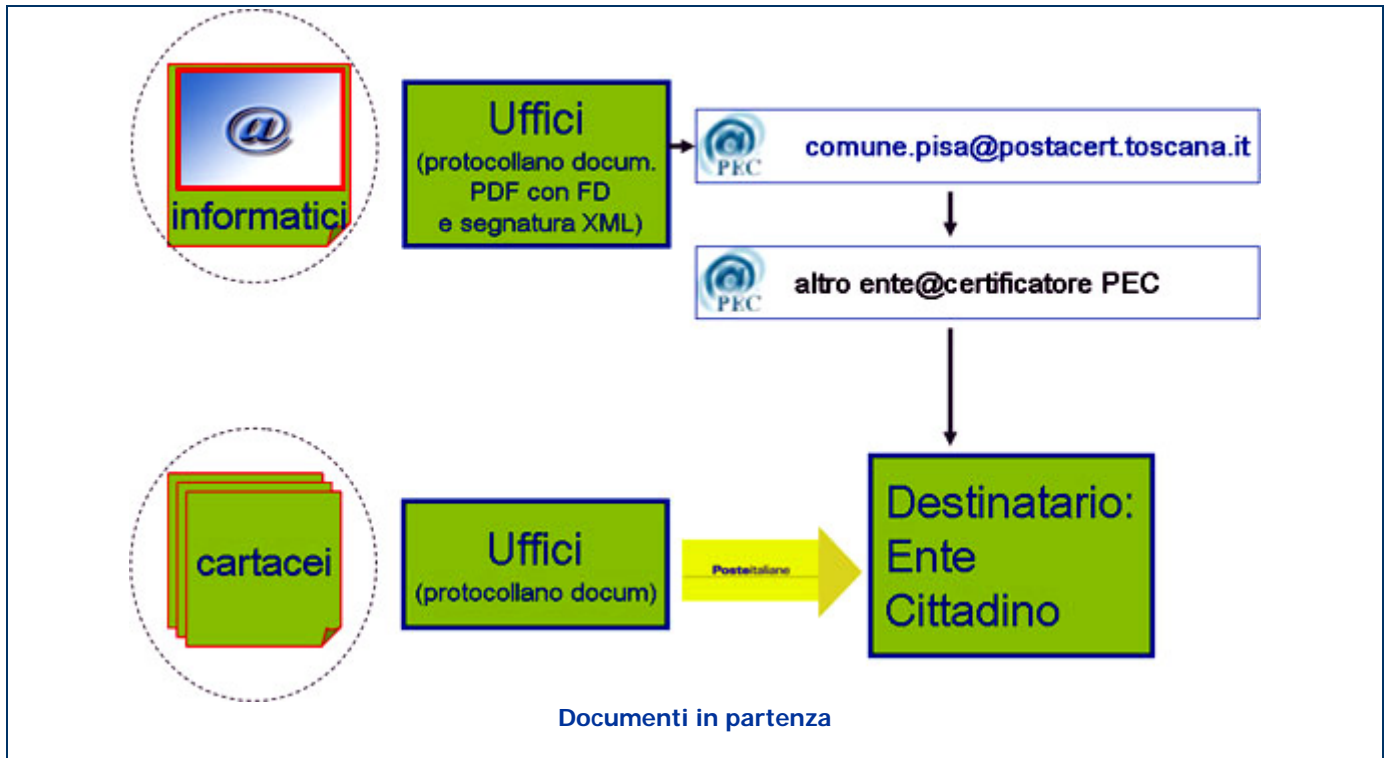 @
informatici
Uffici
(protocollano docum.
PDF con FD
e segnatura XML)
@
PEC
comune.pisa@postacert.toscana.it
@
PEC
altro ente@certificatore PEC
cartacei
Uffici
(protocollano docum)
Posteitaliane
Destinatario:
Ente
Cittadino
Documenti in partenza